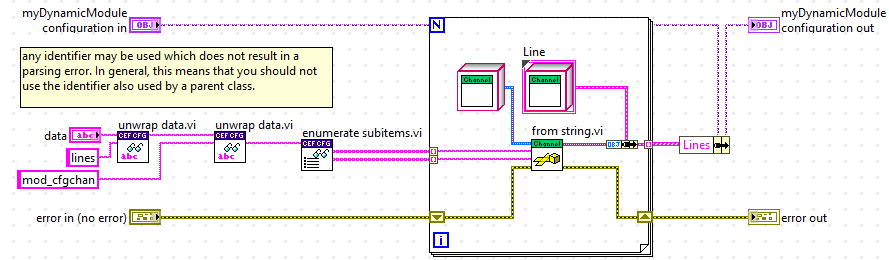 myDynamicModule
configuration in
OBJ
any identifier may be used which does not result in a
parsing error. In general, this means that you should not
use the identifier also used by a parent class.
data
abc
unwrap data.vi
CEF CFG
abc
unwrap data.vi
CEF CFG
abc
enumerate subitems.vi
CEF CFG
lines
mod_cfgchan
error in (no error)
N
Channel
Line
Channel
from string.vi
Channel
OBJ
i
Lines
myDynamicModule
configuration out
OBJ
error out